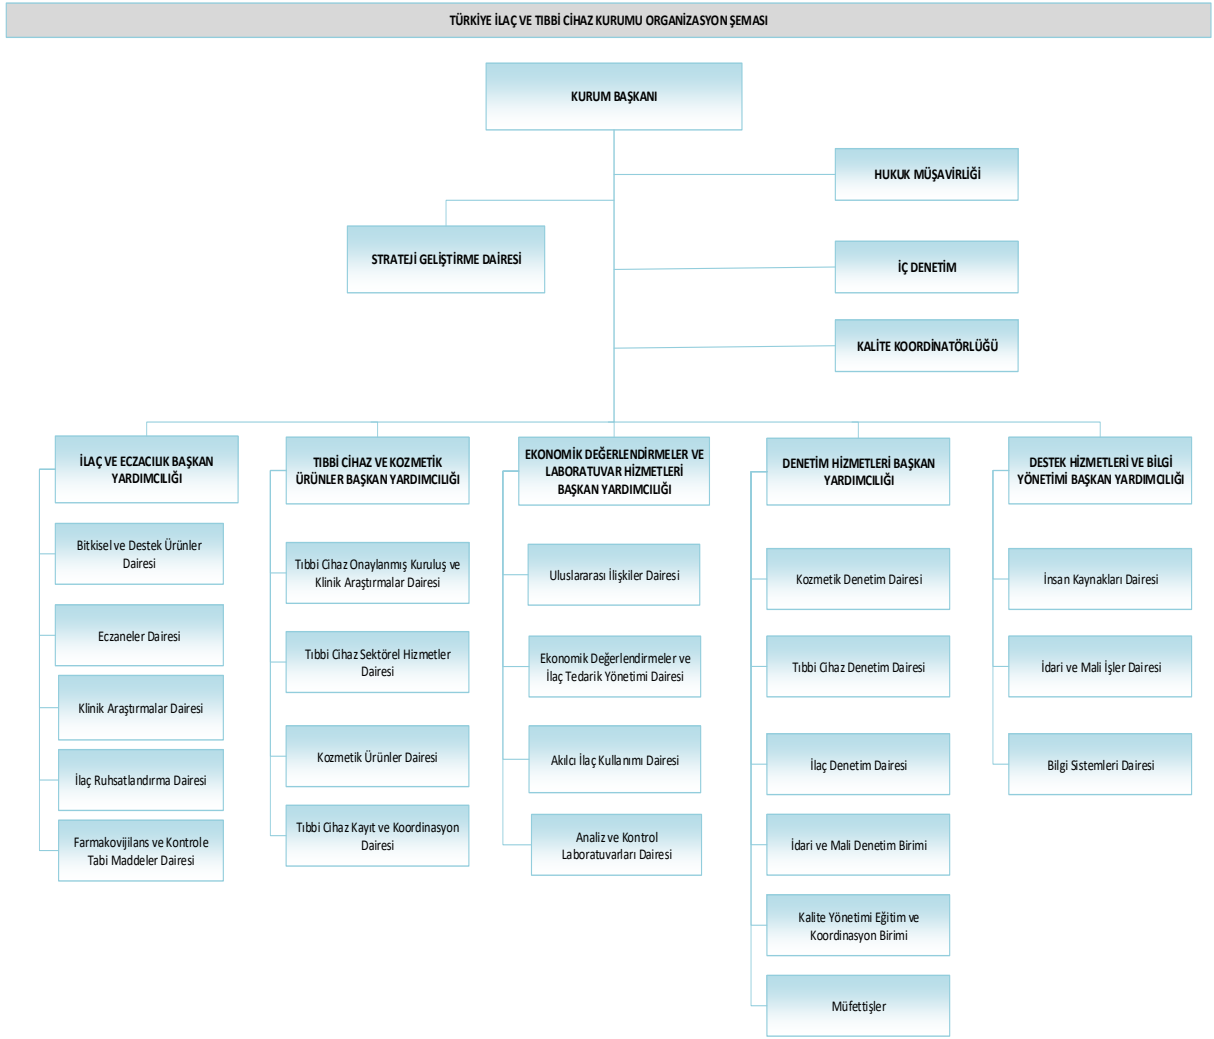 TÜRKİYE İLAÇ VE TIBBİ CİHAZ KURUMU ORGANİZASYON ŞEMASI
KURUM BAŞKANI
HUKUK MÜŞAVİRLİĞİ
STRATEJİ GELİŞTİRME DAİRESİ
İÇ DENETİM
KALİTE KOORDİNATÖRLÜĞÜ
İLAÇ VE ECZACILIK BAŞKAN
YARDIMCILIĞI
Bitkisel ve Destek Ürünler
Dairesi
Eczaneler Dairesi
Klinik Araştırmalar Dairesi
İlaç Ruhsatlandırma Dairesi
Farmakovijilans ve Kontrole
Tabi Maddeler Dairesi
TIBBİ CİHAZ VE KOZMETİK
ÜRÜNLER BAŞKAN YARDIMCILIĞI
Tıbbi Cihaz Onaylanmış Kuruluş ve
Klinik Araştırmalar Dairesi
Tıbbi Cihaz Sektörel Hizmetler
Dairesi
Kozmetik Ürünler Dairesi
Tıbbi Cihaz Kayıt ve Koordinasyon
Dairesi
EKONOMİK DEĞERLENDİRMELER VE
LABORATUVAR HİZMETLERİ
BAŞKAN YARDIMCILIĞI
Uluslararası İlişkiler Dairesi
Ekonomik Değerlendirmeler ve
İlaç Tedarik Yönetimi Dairesi
Akılcı İlaç Kullanımı Dairesi
Analiz ve Kontrol
Laboratuvarları Dairesi
DENETİM HİZMETLERİ BAŞKAN
YARDIMCILIĞI
Kozmetik Denetim Dairesi
Tıbbi Cihaz Denetim Dairesi
İlaç Denetim Dairesi
İdari ve Mali Denetim Birimi
Kalite Yönetimi Eğitim ve
Koordinasyon Birimi
Müfettişler
DESTEK HİZMETLERİ VE BİLGİ
YÖNETİMİ BAŞKAN YARDIMCILIĞI
İnsan Kaynakları Dairesi
İdari ve Mali İşler Dairesi
Bilgi Sistemleri Dairesi